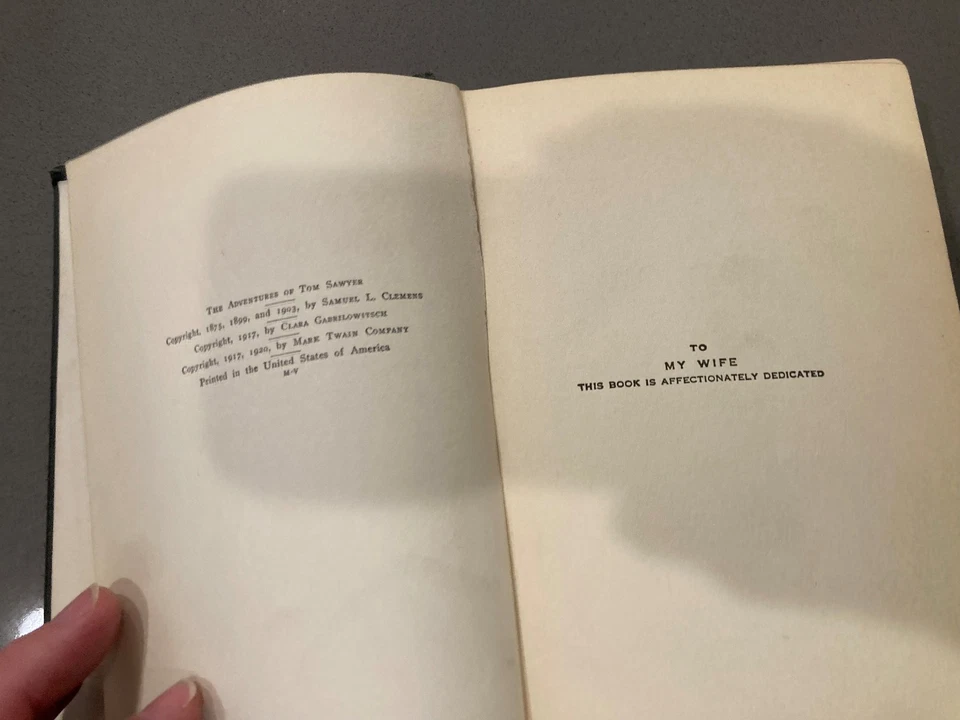 THE ADVENTURES OF TOM SAWYER
Copyright, 1875, 1899, and 1903, by SAMUEL L. CLEMENS
Copyright, 1917, by CLARA GABRILOWITSCH
Copyright, 1917, 1920, by MARK TWAIN COMPANY
Printed in the United States of America
M-V
TO
MY WIFE
THIS BOOK IS AFFECTIONATELY DEDICATED